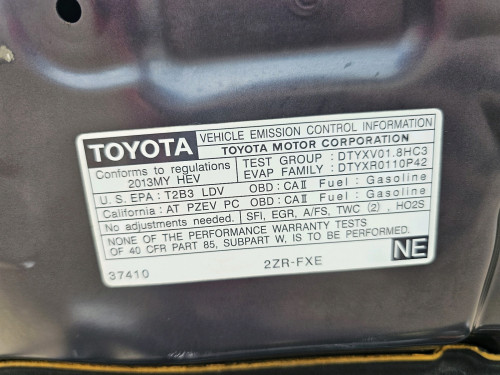 TOYOTA VEHICLE EMISSION CONTROL INFORMATION
TOYOTA MOTOR CORPORATION
Conforms to regulations
2013MY HEV
TEST GROUP : DTYXV01.8HC3
EVAP FAMILY : DTYXR0110P42
U.S. EPA : T2B3 LDV OBD: CAII Fuel: Gasoline
California: AT PZEV PC OBD: CAII Fuel: Gasoline
No adjustments needed. SFI, EGR, A/FS, TWC (2) , HO2S
NONE OF THE PERFORMANCE WARRANTY TESTS
OF 40 CFR PART 85, SUBPART W, IS TO BE PERFORMED.
NE
37410 2ZR-FXE